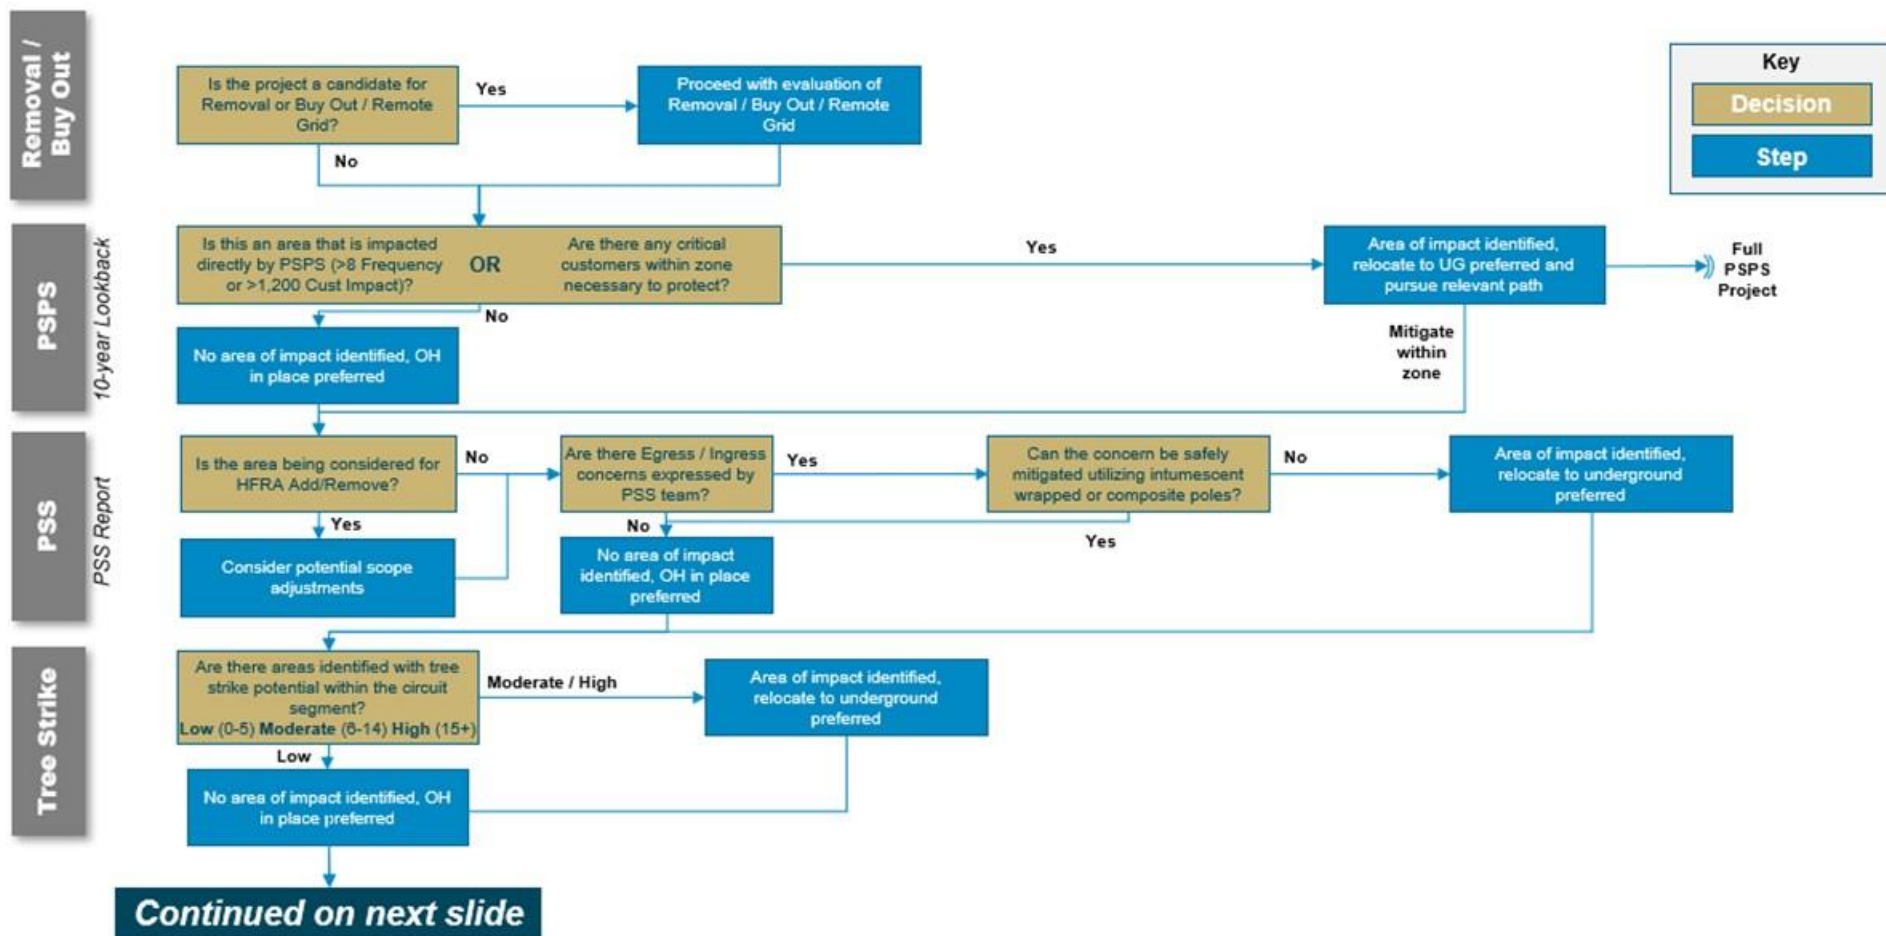 Removal /
Buy Out
Is the project a candidate for
Removal or Buy Out / Remote
Grid?
Yes
Proceed with evaluation of
Removal / Buy Out / Remote
Grid
No
Key
Decision
Step
PSPS
10-year Lookback
Is this an area that is impacted
directly by PSPS (>8 Frequency
or >1,200 Cust Impact)?
OR
Are there any critical
customers within zone
necessary to protect?
Yes
Area of impact identified,
relocate to UG preferred and
pursue relevant path
Full
PSPS
Project
No
No area of impact identified, OH
in place preferred
Mitigate
within
zone
PSS
PSS Report
Is the area being considered for
HFRA Add/Remove?
No
Are there Egress / Ingress
concerns expressed by
PSS team?
Yes
Can the concern be safely
mitigated utilizing intumescent
wrapped or composite poles?
No
Area of impact identified,
relocate to underground
preferred
Yes
No
Yes
Consider potential scope
adjustments
No area of impact
identified, OH in place
preferred
Tree Strike
Are there areas identified with tree
strike potential within the circuit
segment?
Low (0-5) Moderate (6-14) High (15+)
Moderate / High
Area of impact identified,
relocate to underground
preferred
Low
No area of impact identified, OH
in place preferred
Continued on next slide